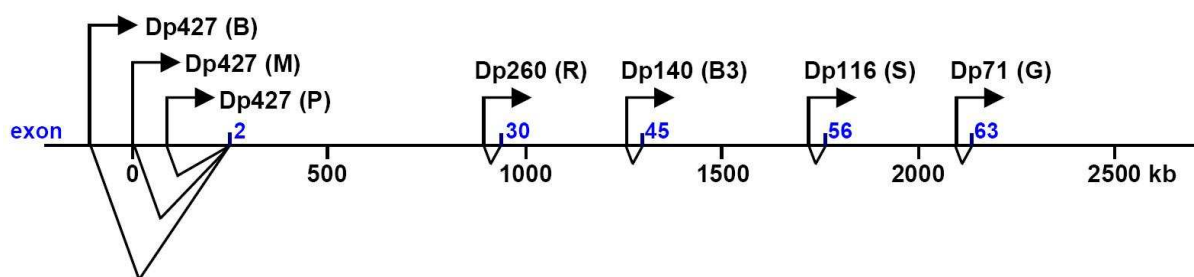 Dp427 (B)
Dp427 (M)
Dp427 (P)
Dp260 (R)
Dp140 (B3)
Dp116 (S)
Dp71 (G)
exon
2
30
45
56
63
0
500
1000
1500
2000
2500 kb